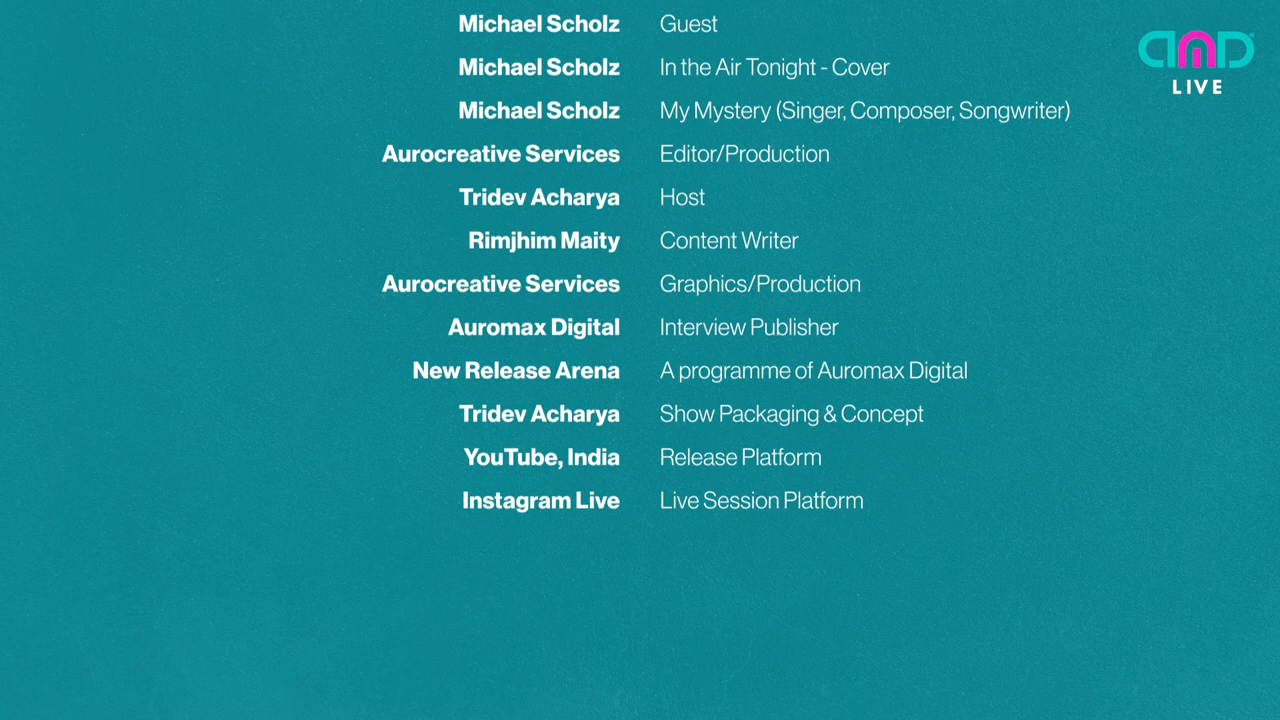 Michael Scholz Guest
Michael Scholz In the Air Tonight - Cover
Michael Scholz My Mystery (Singer, Composer, Songwriter)
Aurocreative Services Editor/Production
Tridev Acharya Host
Rimjhim Maity Content Writer
Aurocreative Services Graphics/Production
Auromax Digital Interview Publisher
New Release Arena A programme of Auromax Digital
Tridev Acharya Show Packaging & Concept
YouTube, India Release Platform
Instagram Live Live Session Platform
AMD
LIVE